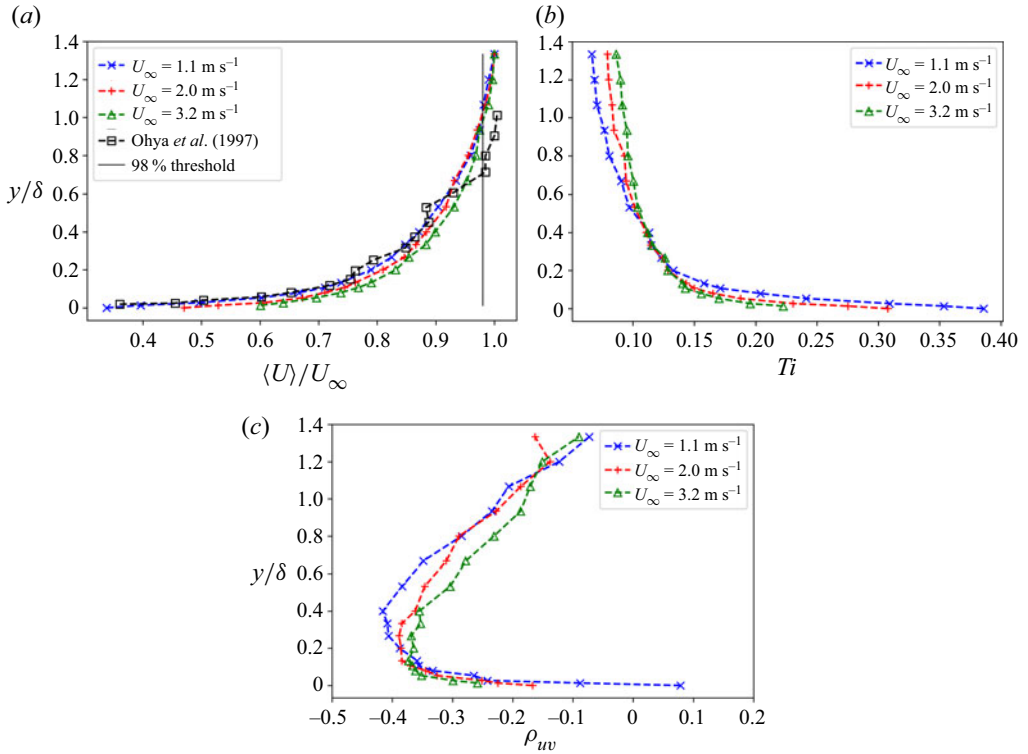 (a)
1.4
1.2
1.0
0.8
0.6
0.4
0.2
0
y/δ
U∞ = 1.1 m s⁻¹
U∞ = 2.0 m s⁻¹
U∞ = 3.2 m s⁻¹
Ohya et al. (1997)
98 % threshold
0.4 0.5 0.6 0.7 0.8 0.9 1.0
⟨U⟩/U∞
(b)
1.4
1.2
1.0
0.8
0.6
0.4
0.2
0
U∞ = 1.1 m s⁻¹
U∞ = 2.0 m s⁻¹
U∞ = 3.2 m s⁻¹
0.10 0.15 0.20 0.25 0.30 0.35 0.40
Ti
(c)
1.4
1.2
1.0
0.8
0.6
0.4
0.2
0
y/δ
U∞ = 1.1 m s⁻¹
U∞ = 2.0 m s⁻¹
U∞ = 3.2 m s⁻¹
−0.5 −0.4 −0.3 −0.2 −0.1 0 0.1 0.2
ρuv